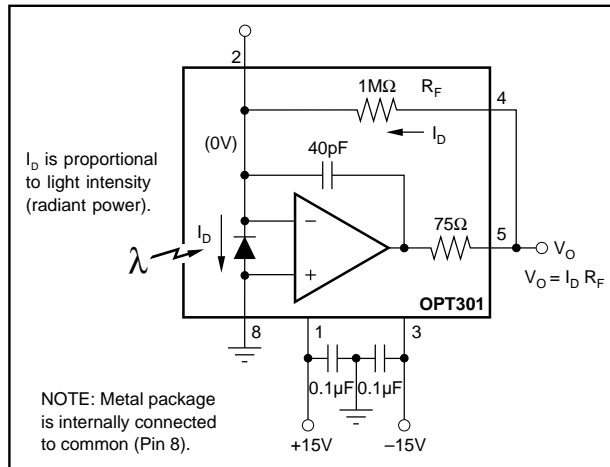 2
1MΩ R_F
4
I_D
(0V)
40pF
I_D is proportional
to light intensity
(radiant power).
λ
I_D
–
+
75Ω
5
V_O
V_O = I_D R_F
OPT301
8
1
3
0.1µF 0.1µF
NOTE: Metal package
is internally connected
to common (Pin 8).
+15V
–15V